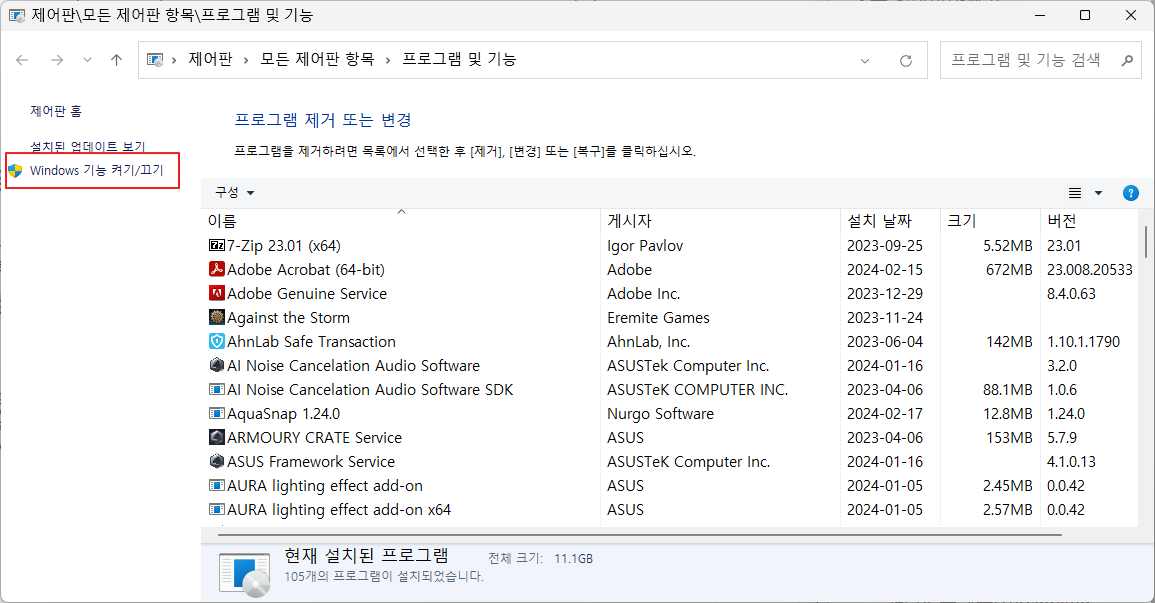 제어판\모든 제어판 항목\프로그램 및 기능
제어판 › 모든 제어판 항목 › 프로그램 및 기능
프로그램 및 기능 검색
제어판 홈
설치된 업데이트 보기
Windows 기능 켜기/끄기
프로그램 제거 또는 변경
프로그램을 제거하려면 목록에서 선택한 후 [제거], [변경] 또는 [복구]를 클릭하십시오.
구성
이름 게시자 설치 날짜 크기 버전
7-Zip 23.01 (x64) Igor Pavlov 2023-09-25 5.52MB 23.01
Adobe Acrobat (64-bit) Adobe 2024-02-15 672MB 23.008.20533
Adobe Genuine Service Adobe Inc. 2023-12-29 8.4.0.63
Against the Storm Eremite Games 2023-11-24
AhnLab Safe Transaction AhnLab, Inc. 2023-06-04 142MB 1.10.1.1790
AI Noise Cancelation Audio Software ASUSTek Computer Inc. 2024-01-16 3.2.0
AI Noise Cancelation Audio Software SDK ASUSTeK COMPUTER INC. 2023-04-06 88.1MB 1.0.6
AquaSnap 1.24.0 Nurgo Software 2024-02-17 12.8MB 1.24.0
ARMOURY CRATE Service ASUS 2023-04-06 153MB 5.7.9
ASUS Framework Service ASUSTeK Computer Inc. 2024-01-16 4.1.0.13
AURA lighting effect add-on ASUS 2024-01-05 2.45MB 0.0.42
AURA lighting effect add-on x64 ASUS 2024-01-05 2.57MB 0.0.42
현재 설치된 프로그램 전체 크기: 11.1GB
105개의 프로그램이 설치되었습니다.